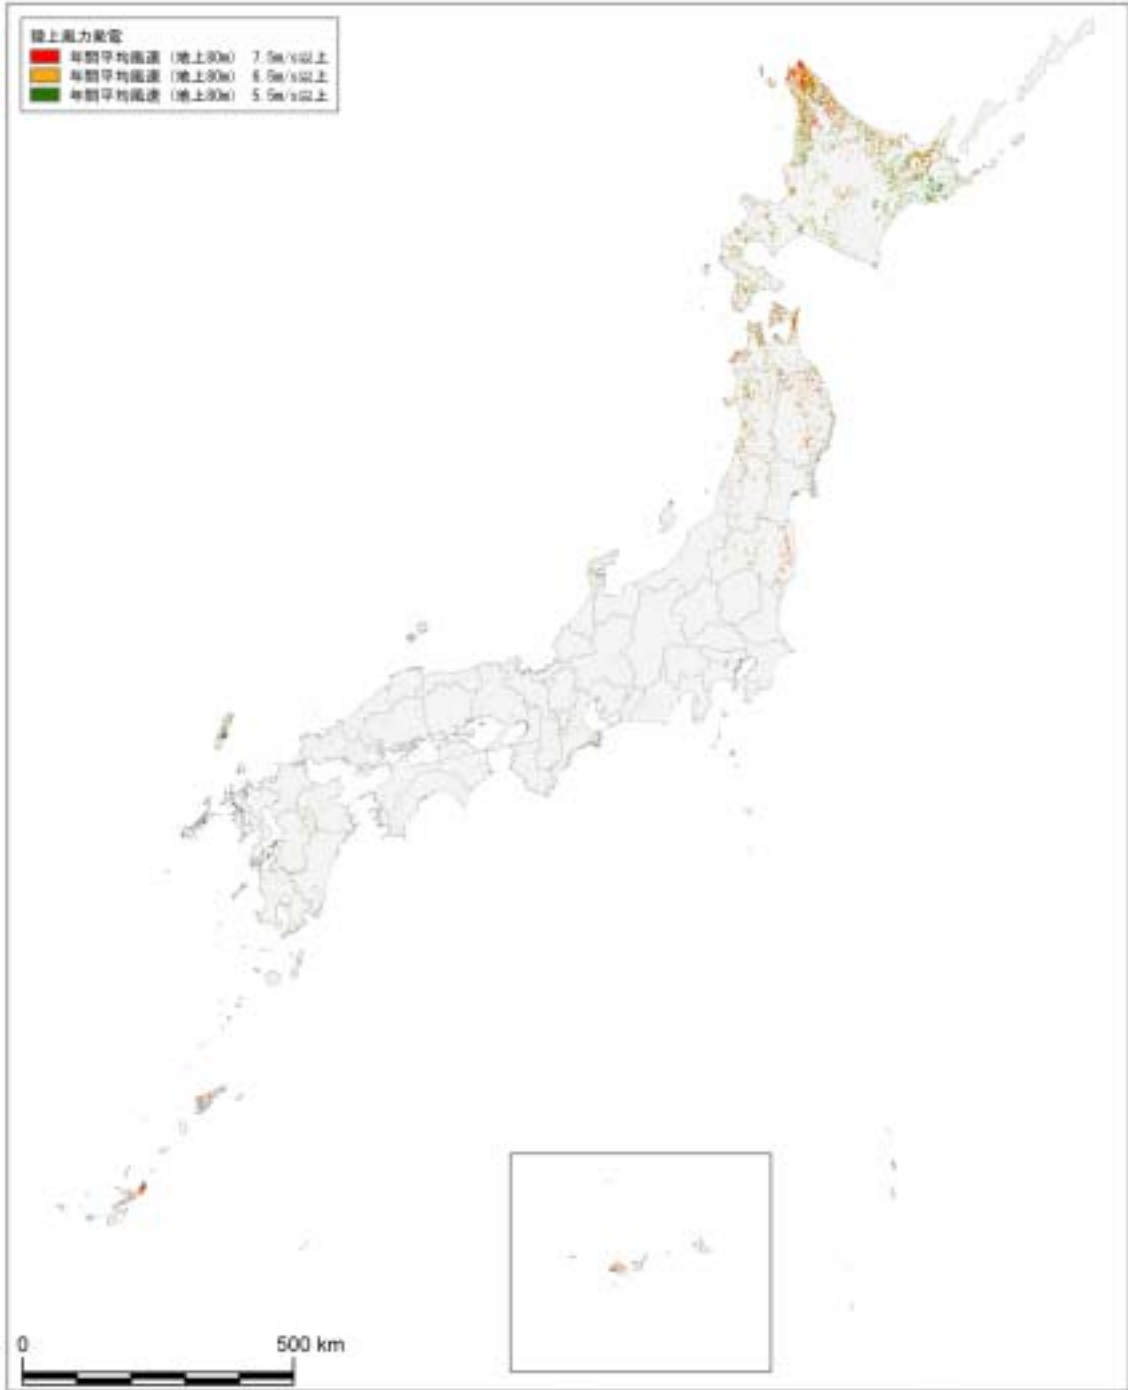 陸上風力発電
年間平均風速（地上80m） 7.5m/s以上
年間平均風速（地上80m） 6.5m/s以上
年間平均風速（地上80m） 5.5m/s以上
0 500 km